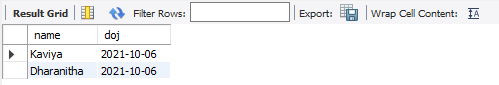 Result Grid Filter Rows: Export: Wrap Cell Content:
name doj
Kaviya 2021-10-06
Dharanitha 2021-10-06